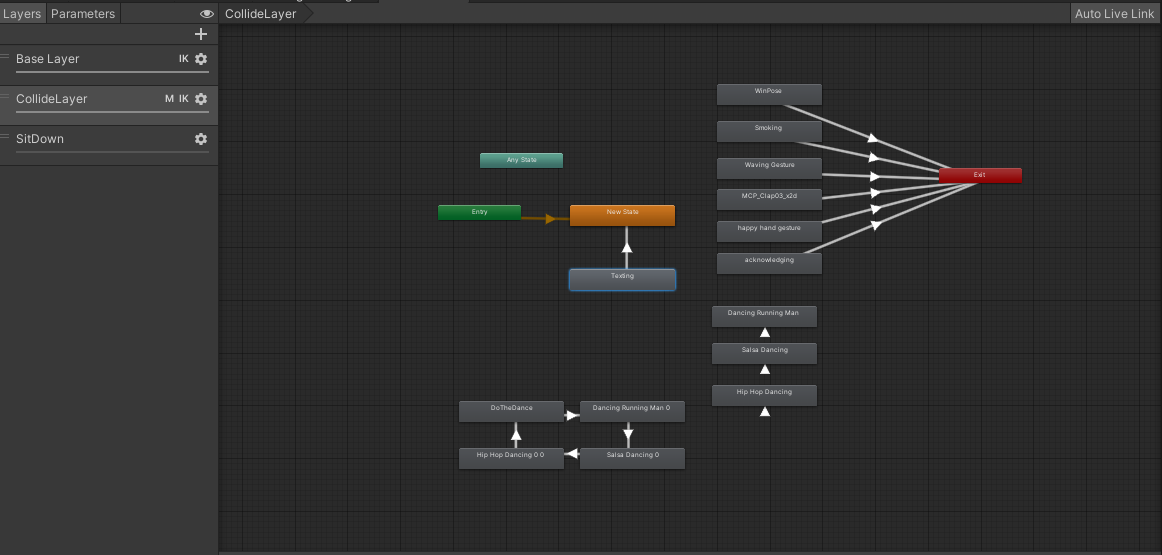 Layers Parameters
CollideLayer
Auto Live Link
Base Layer IK
CollideLayer M IK
SitDown
Any State
Entry
New State
Texting
WinPose
Smoking
Waving Gesture
MCP_Clap03_x2d
happy hand gesture
acknowledging
Exit
Dancing Running Man
Salsa Dancing
Hip Hop Dancing
DoTheDance
Dancing Running Man 0
Hip Hop Dancing 0 0
Salsa Dancing 0